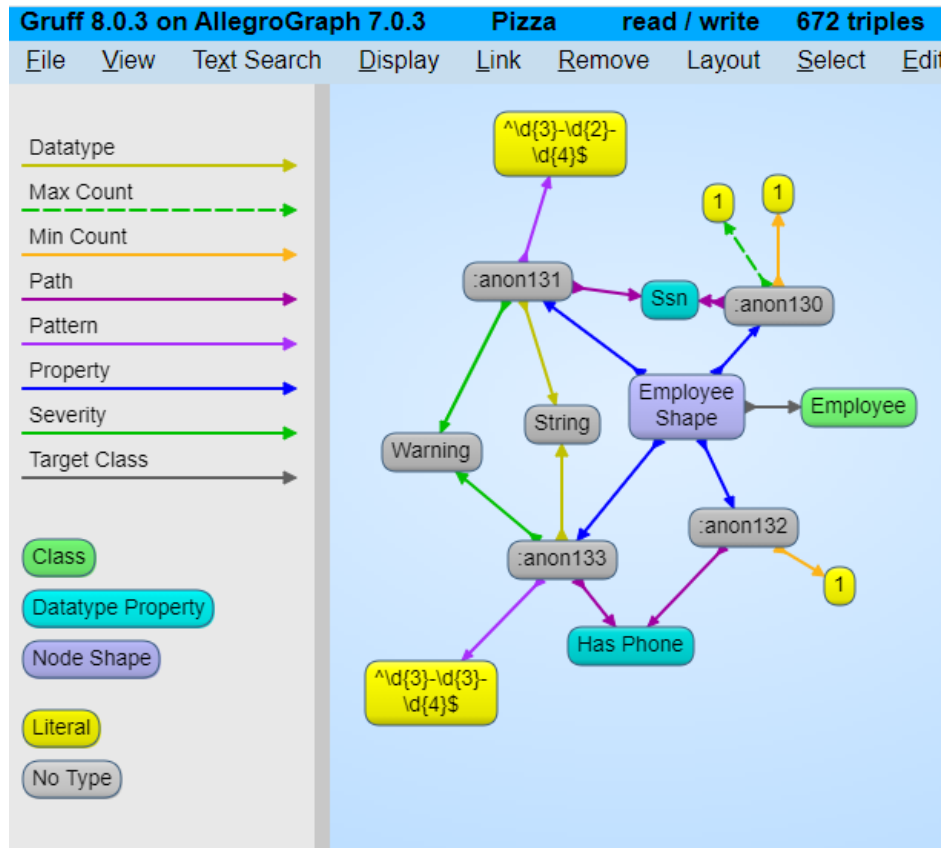 Gruff 8.0.3 on AllegroGraph 7.0.3 Pizza read / write 672 triples
File View Text Search Display Link Remove Layout Select Edit
Datatype
Max Count
Min Count
Path
Pattern
Property
Severity
Target Class
Class
Datatype Property
Node Shape
Literal
No Type
^\d{3}-\d{2}-
\d{4}$
1
1
:anon131
Ssn
:anon130
Employee
Shape
Employee
String
Warning
:anon132
:anon133
1
Has Phone
^\d{3}-\d{3}-
\d{4}$